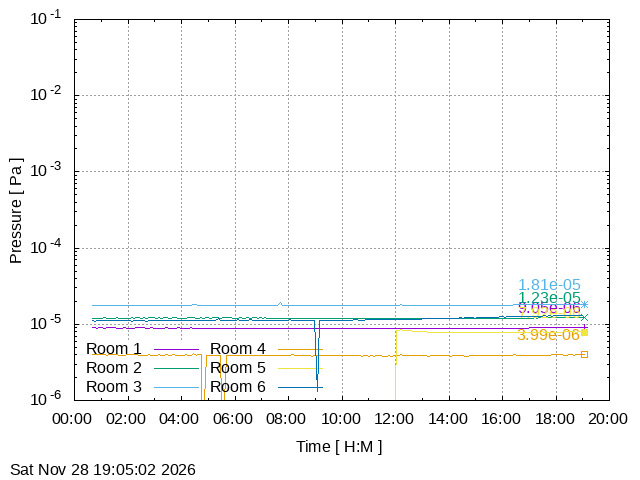 10-1
10-2
10-3
10-4
10-5
10-6
Pressure [ Pa ]
1.81e-05
1.23e-05
9.05e-06
3.99e-06
Room 1 Room 4
Room 2 Room 5
Room 3 Room 6
00:00 02:00 04:00 06:00 08:00 10:00 12:00 14:00 16:00 18:00 20:00
Time [ H:M ]
Sat Nov 28 19:05:02 2026